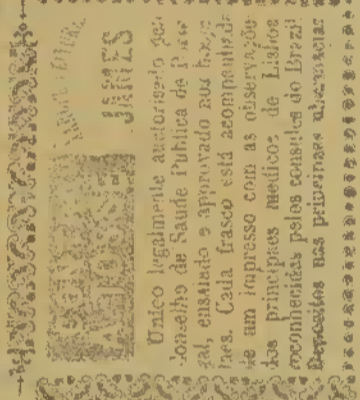 JAMES
Unico legalmente auctorisado pelo
conselho de Saude Publica de Portu
gal, ensaiado e approvado nos hospi
taes. Cada frasco está acompanhado
de um impresso com as observações
dos principaes medicos de Lisboa
reconhecidas pelos consules do Brazil
Depositos nas principaes pharmacias